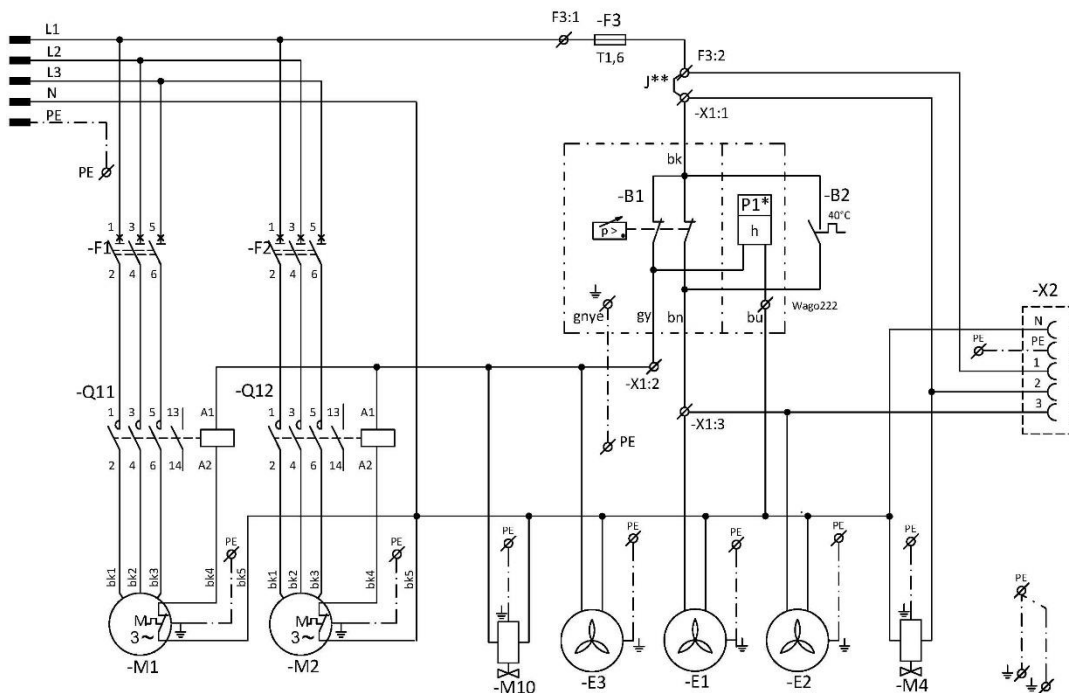 L1
F3:1
-F3
L2
T1,6
F3:2
L3
J**
N
-X1:1
PE
PE
bk
-B1
P1*
-B2
40°C
p>
h
1 3 5
1 3 5
-F1
-F2
2 4 6
2 4 6
-X2
gnye
gy
bn
bu
Wago222
N
PE
PE
1
-X1:2
2
3
-Q11
-Q12
-X1:3
1 3 5 13 A1
1 3 5 13 A1
PE
2 4 6 14 A2
2 4 6 14 A2
PE
PE
PE
PE
PE
PE
PE
PE
bk1 bk2 bk3 bk4 bk5
bk1 bk2 bk3 bk4 bk5
M
3~
M
3~
-M1
-M2
-M10
-E3
-E1
-E2
-M4